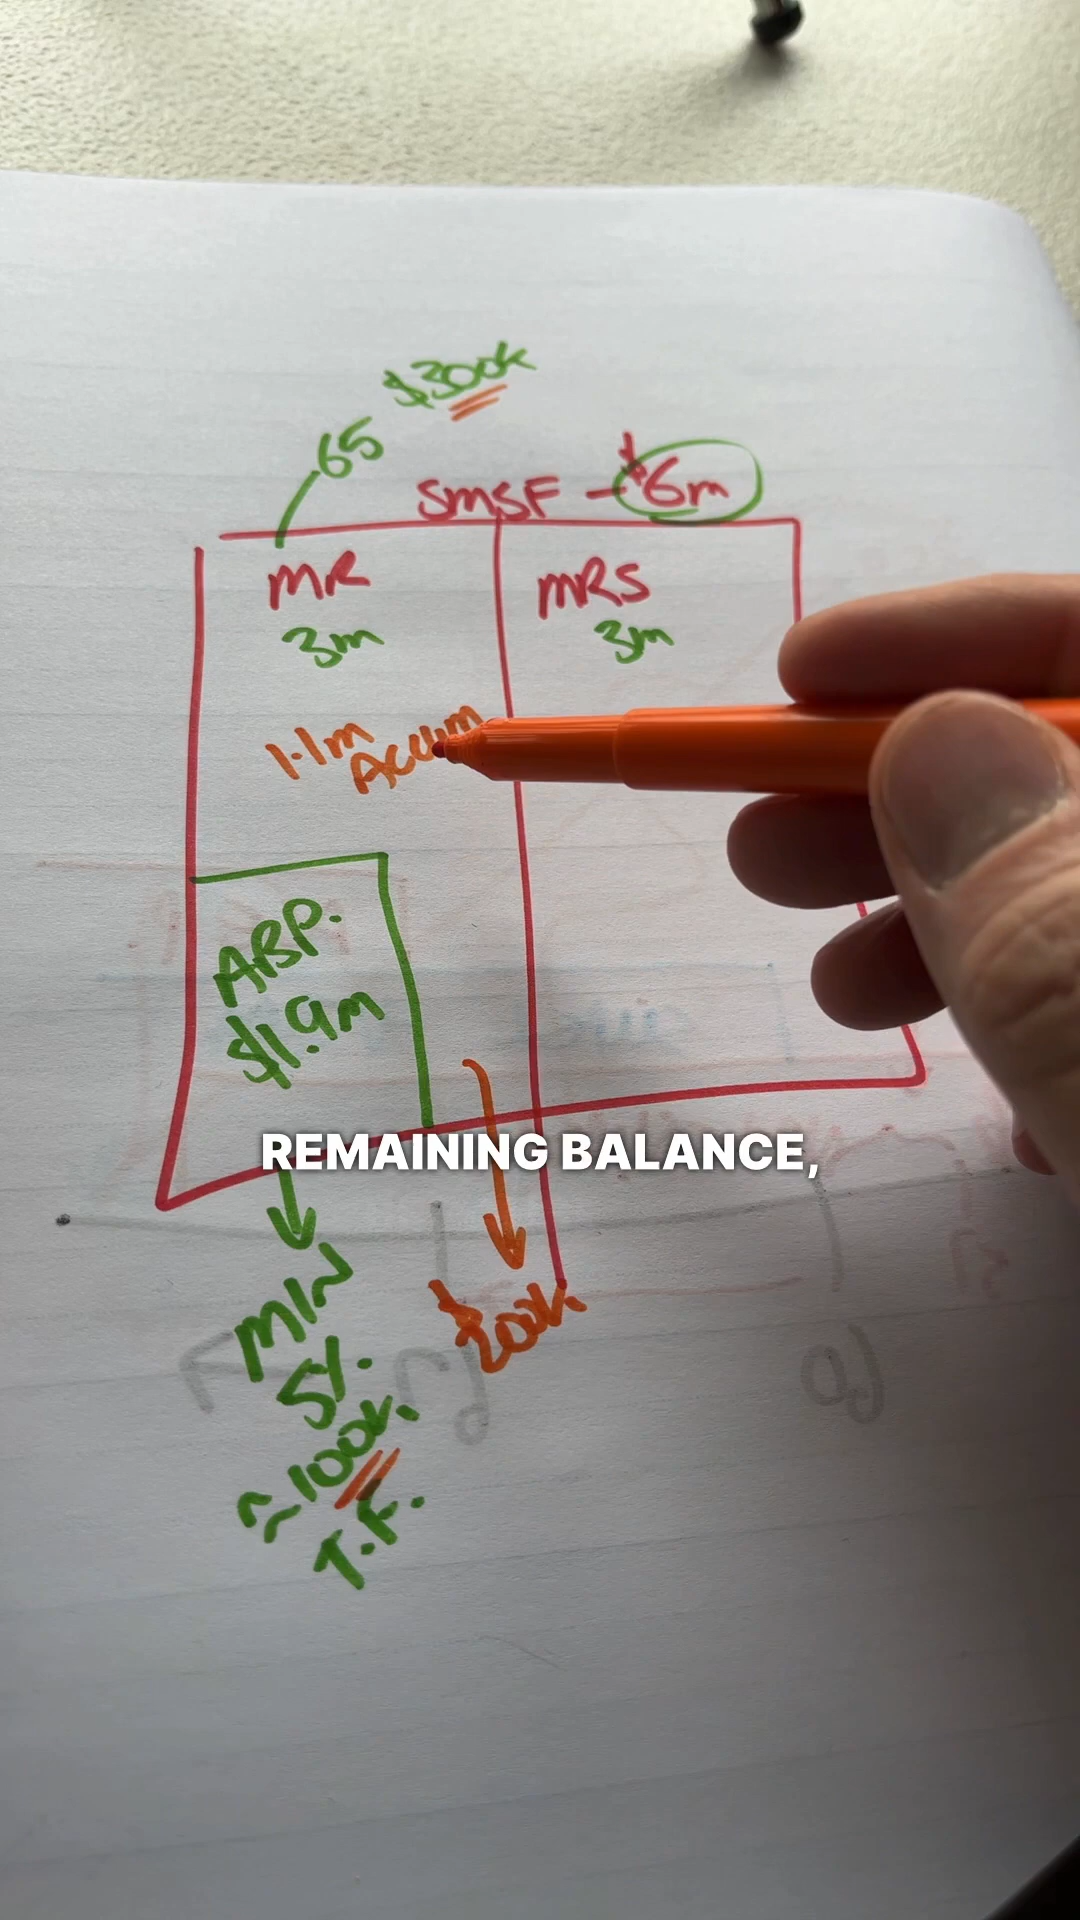 $300k
65
SMSF - $6m
MR
MRS
3m
3m
1.1m
Accum
ABP.
$1.9m
REMAINING BALANCE,
MIN
5%.
$200k.
≈100k.
T.F.